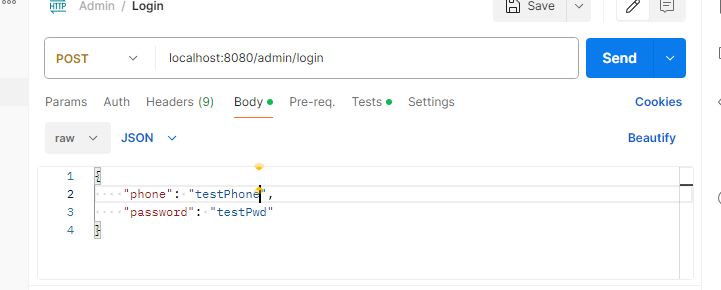 HTTP Admin / Login Save
POST localhost:8080/admin/login Send
Params Auth Headers (9) Body Pre-req. Tests Settings Cookies
raw JSON Beautify
1 {
2 "phone": "testPhone",
3 "password": "testPwd"
4 }